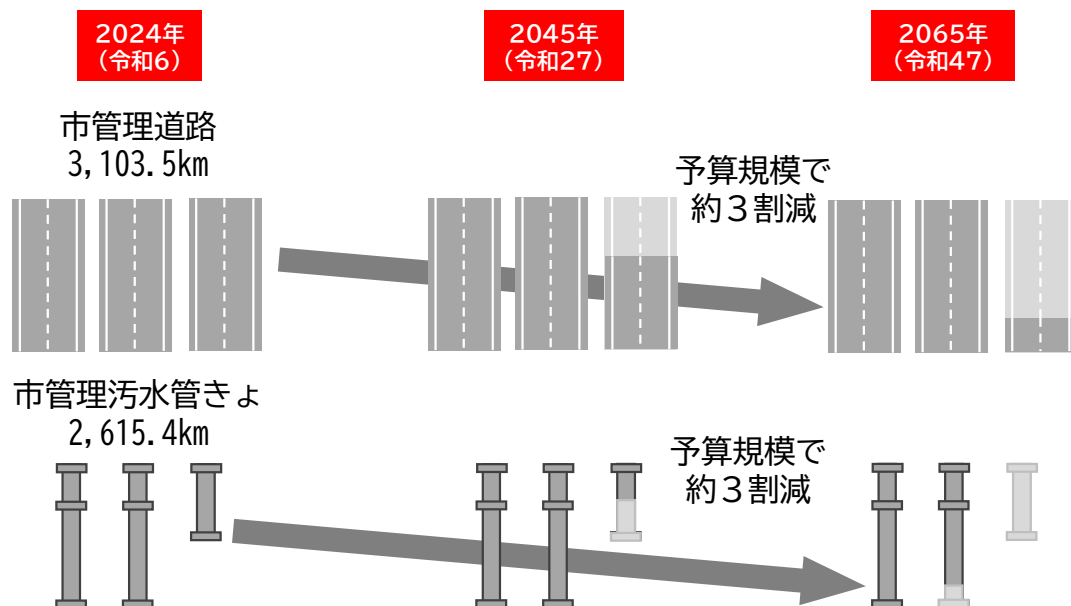 2024年
（令和6）
2045年
（令和27）
2065年
（令和47）
市管理道路
3,103.5km
予算規模で
約３割減
市管理汚水管きょ
2,615.4km
予算規模で
約３割減